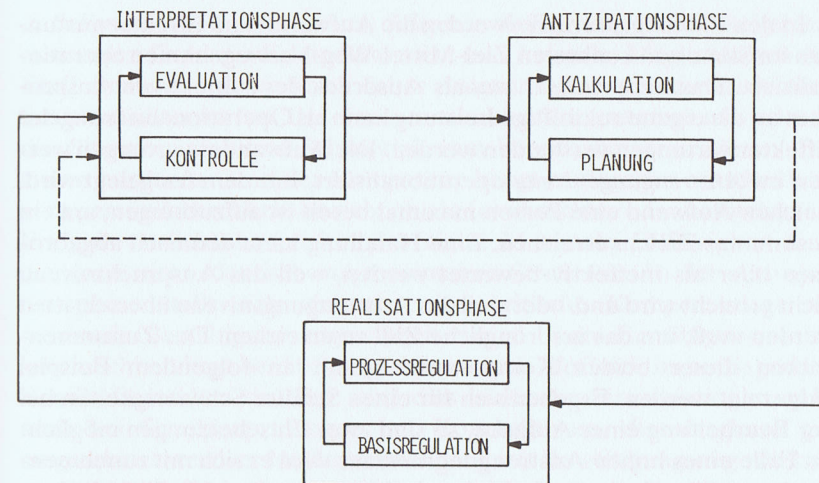 INTERPRETATIONSPHASE
EVALUATION
KONTROLLE
ANTIZIPATIONSPHASE
KALKULATION
PLANUNG
REALISATIONSPHASE
PROZESSREGULATION
BASISREGULATION